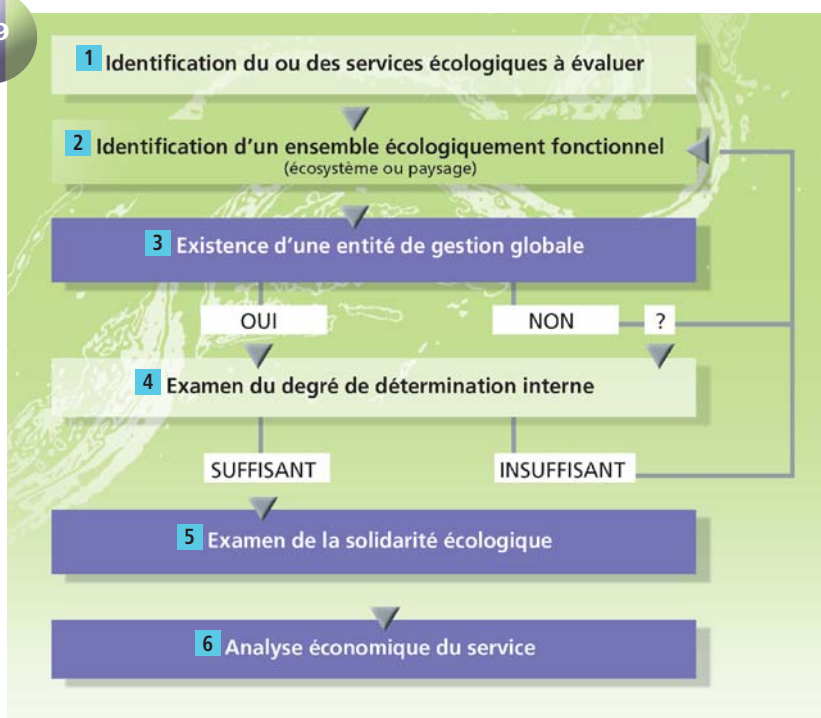 9
1 Identification du ou des services écologiques à évaluer
2 Identification d’un ensemble écologiquement fonctionnel
(écosystème ou paysage)
3 Existence d’une entité de gestion globale
OUI NON ?
4 Examen du degré de détermination interne
SUFFISANT INSUFFISANT
5 Examen de la solidarité écologique
6 Analyse économique du service